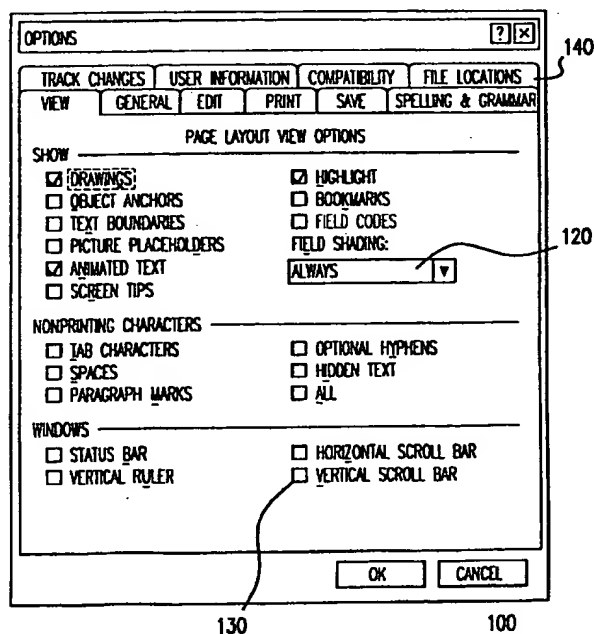 OPTIONS ? ×
140
TRACK CHANGES USER INFORMATION COMPATIBILITY FILE LOCATIONS
VIEW GENERAL EDIT PRINT SAVE SPELLING & GRAMMAR
PAGE LAYOUT VIEW OPTIONS
SHOW
DRAWINGS HIGHLIGHT
OBJECT ANCHORS BOOKMARKS
TEXT BOUNDARIES FIELD CODES
PICTURE PLACEHOLDERS FIELD SHADING:
120
ANIMATED TEXT ALWAYS
SCREEN TIPS
NONPRINTING CHARACTERS
TAB CHARACTERS OPTIONAL HYPHENS
SPACES HIDDEN TEXT
PARAGRAPH MARKS ALL
WINDOWS
STATUS BAR HORIZONTAL SCROLL BAR
VERTICAL RULER VERTICAL SCROLL BAR
OK CANCEL
130 100